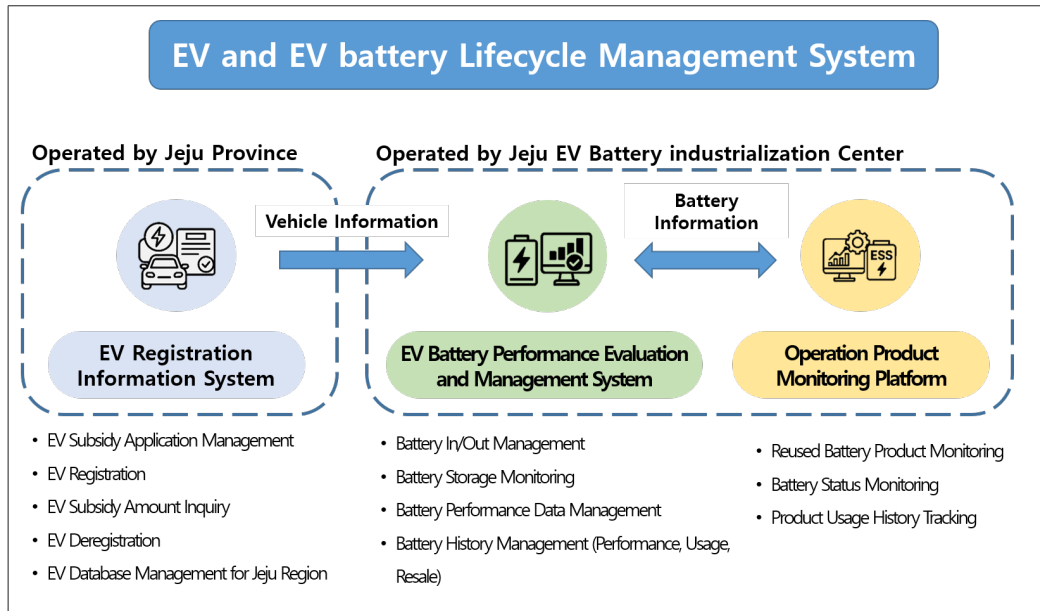 EV and EV battery Lifecycle Management System
Operated by Jeju Province
Operated by Jeju EV Battery industrialization Center
Vehicle Information
Battery
Information
ESS
EV Registration
Information System
EV Battery Performance Evaluation
and Management System
Operation Product
Monitoring Platform
• EV Subsidy Application Management
• EV Registration
• EV Subsidy Amount Inquiry
• EV Deregistration
• EV Database Management for Jeju Region
• Battery In/Out Management
• Battery Storage Monitoring
• Battery Performance Data Management
• Battery History Management (Performance, Usage,
Resale)
• Reused Battery Product Monitoring
• Battery Status Monitoring
• Product Usage History Tracking